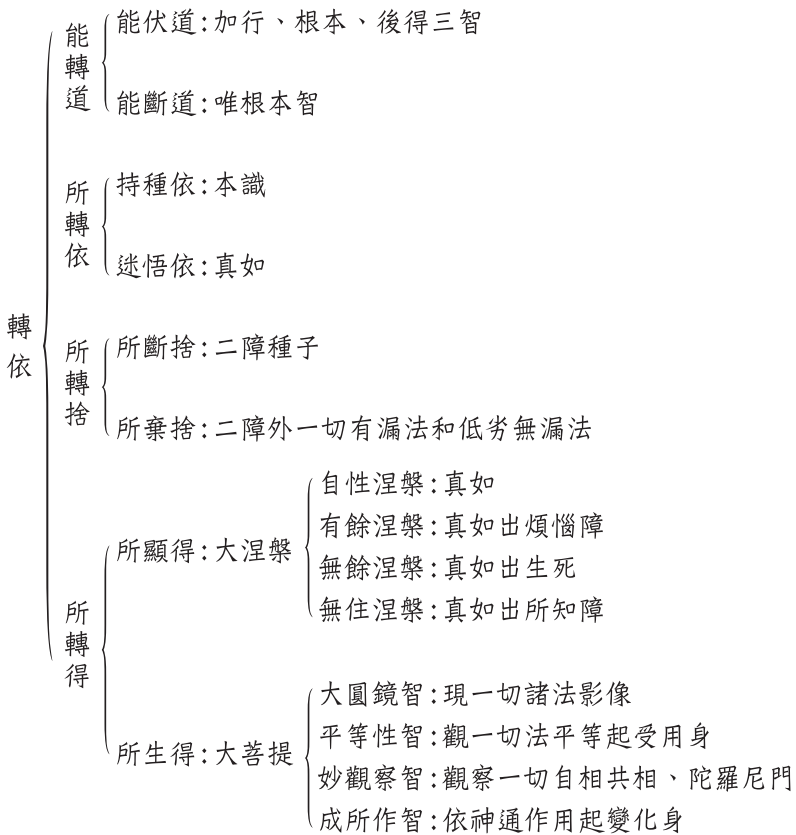 轉依
能轉道
能伏道:加行、根本、後得三智
能斷道:唯根本智
所轉依
持種依:本識
迷悟依:真如
所轉捨
所斷捨:二障種子
所棄捨:二障外一切有漏法和低劣無漏法
所轉得
所顯得:大涅槃
自性涅槃:真如
有餘涅槃:真如出煩惱障
無餘涅槃:真如出生死
無住涅槃:真如出所知障
所生得:大菩提
大圓鏡智:現一切諸法影像
平等性智:觀一切法平等起受用身
妙觀察智:觀察一切自相共相、陀羅尼門
成所作智:依神通作用起變化身